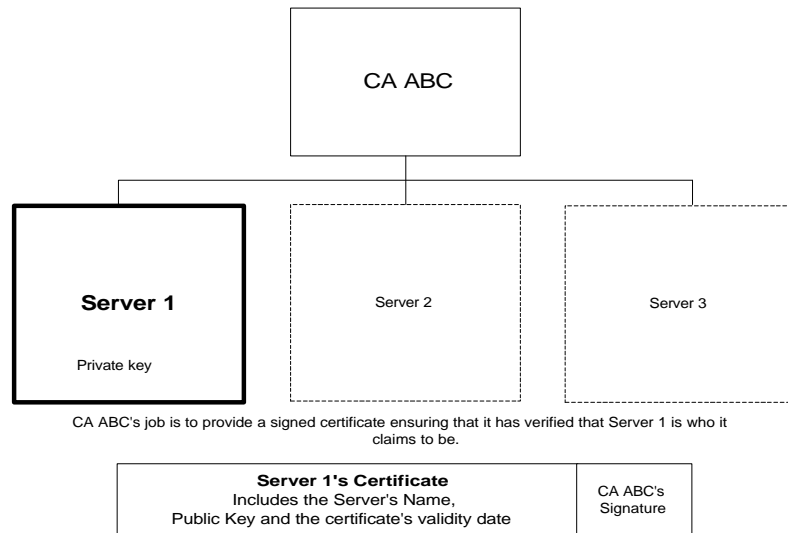 CA ABC
Server 1
Private key
Server 2
Server 3
CA ABC's job is to provide a signed certificate ensuring that it has verified that Server 1 is who it
claims to be.
Server 1's Certificate
Includes the Server's Name,
Public Key and the certificate's validity date
CA ABC's
Signature